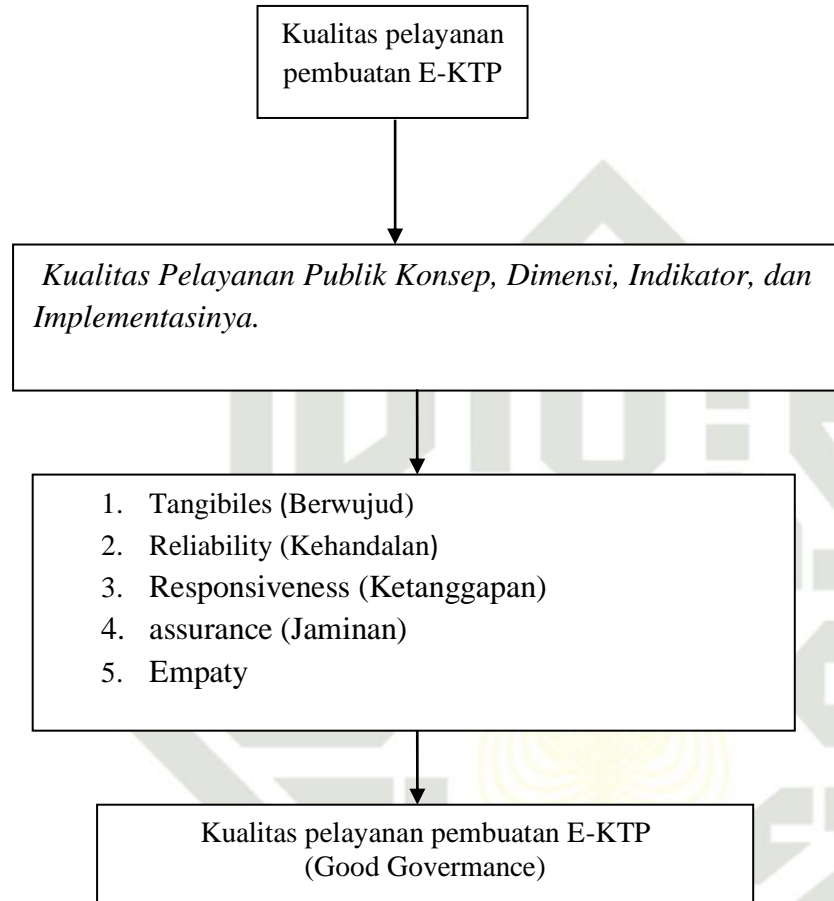 Kualitas pelayanan
pembuatan E-KTP
Kualitas Pelayanan Publik Konsep, Dimensi, Indikator, dan
Implementasinya.
1. Tangibiles (Berwujud)
2. Reliability (Kehandalan)
3. Responsiveness (Ketanggapan)
4. assurance (Jaminan)
5. Empaty
Kualitas pelayanan pembuatan E-KTP
(Good Govermance)